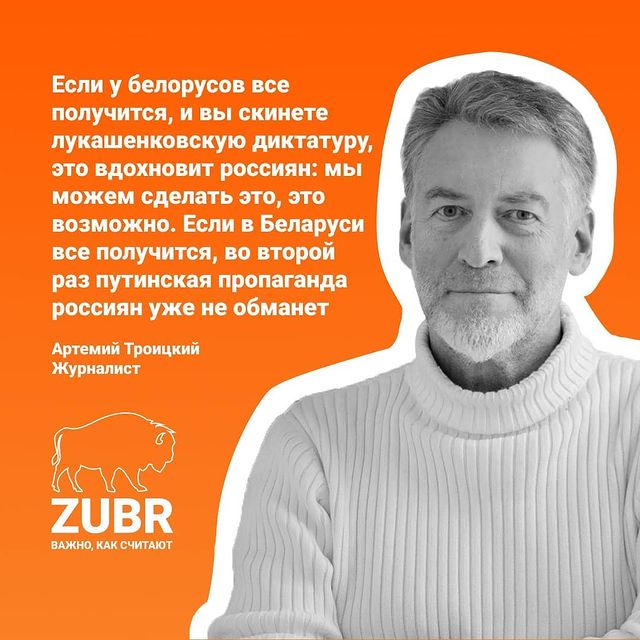 Если у белорусов все
получится, и вы скинете
лукашенковскую диктатуру,
это вдохновит россиян: мы
можем сделать это, это
возможно. Если в Беларуси
все получится, во второй
раз путинская пропаганда
россиян уже не обманет
Артемий Троицкий
Журналист
ZUBR
ВАЖНО, КАК СЧИТАЮТ